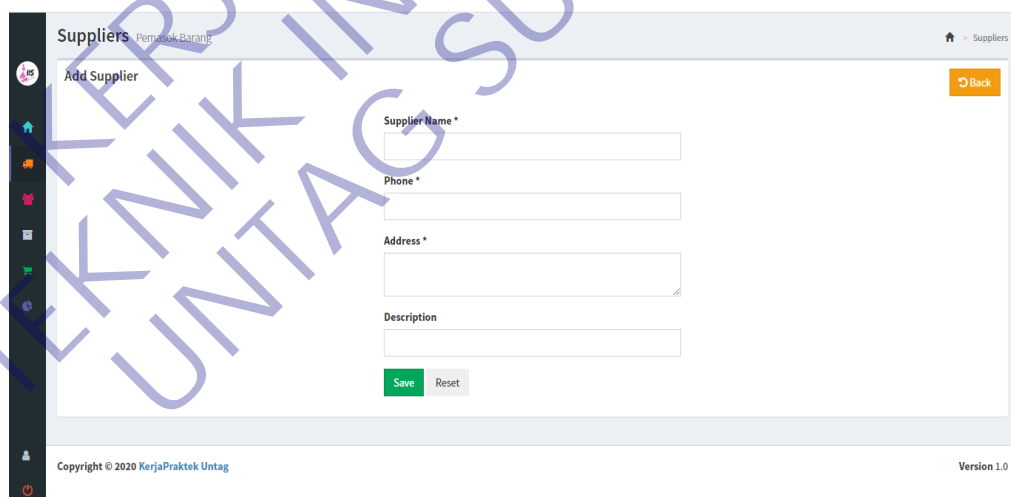 Suppliers Pemasok Barang
> Suppliers
Add Supplier
Back
Supplier Name *
Phone *
Address *
Description
Save Reset
Copyright © 2020 KerjaPraktek Untag
Version 1.0
TEKNIK IN
UNTAG SU